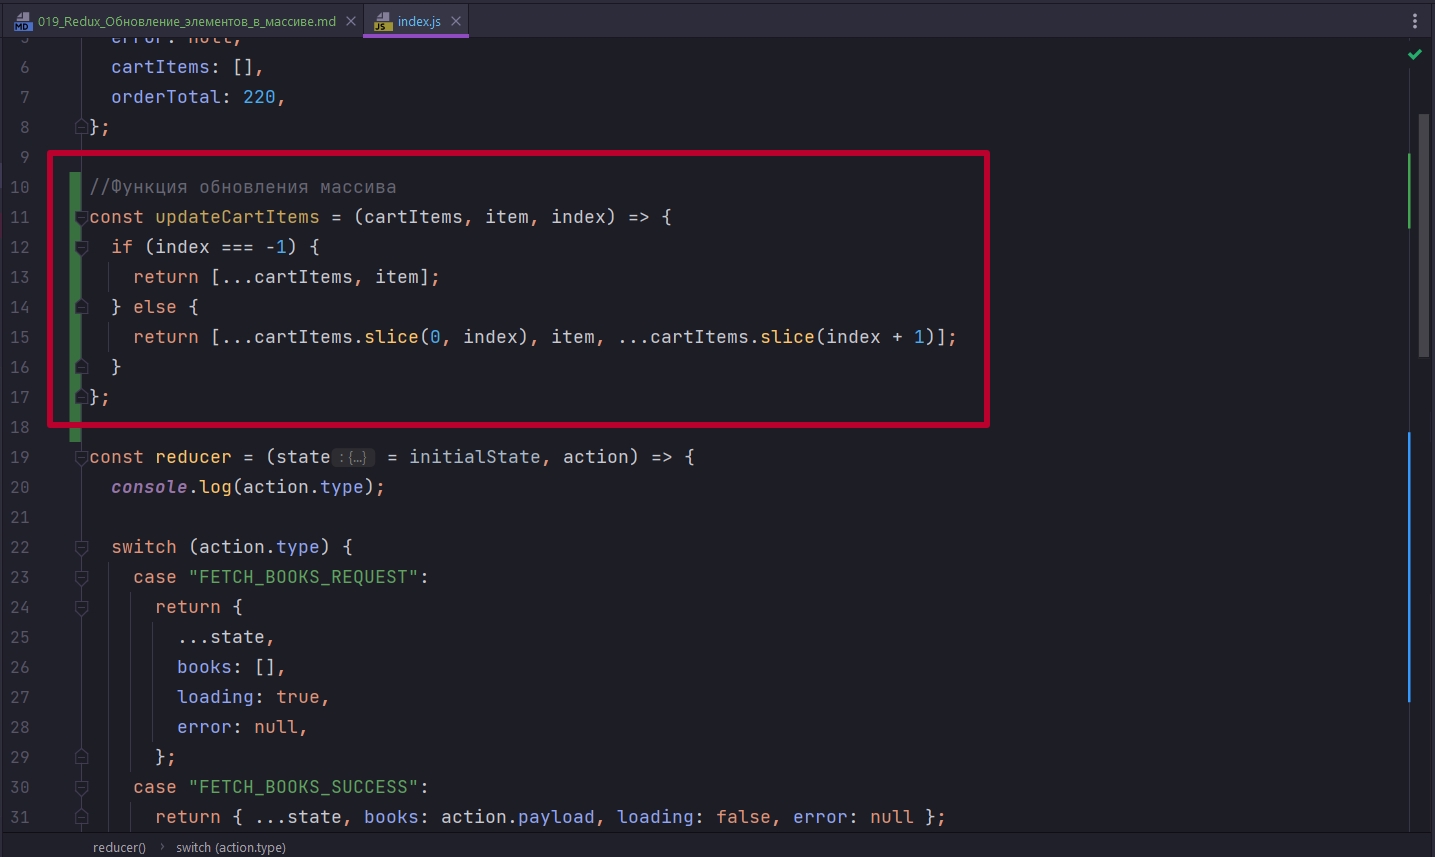 019_Redux_Обновление_элементов_в_массиве.md
index.js
5 error: null,
6 cartItems: [],
7 orderTotal: 220,
8 };
9
10 //Функция обновления массива
11 const updateCartItems = (cartItems, item, index) => {
12 if (index === -1) {
13 return [...cartItems, item];
14 } else {
15 return [...cartItems.slice(0, index), item, ...cartItems.slice(index + 1)];
16 }
17 };
18
19 const reducer = (state : {...} = initialState, action) => {
20 console.log(action.type);
21
22 switch (action.type) {
23 case "FETCH_BOOKS_REQUEST":
24 return {
25 ...state,
26 books: [],
27 loading: true,
28 error: null,
29 };
30 case "FETCH_BOOKS_SUCCESS":
31 return { ...state, books: action.payload, loading: false, error: null };
reducer() › switch (action.type)